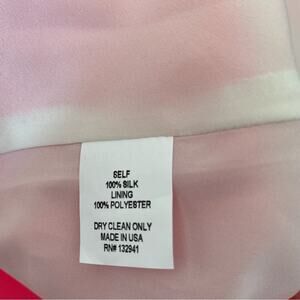 SELF
100% SILK
LINING
100% POLYESTER
DRY CLEAN ONLY
MADE IN USA
RN# 132941